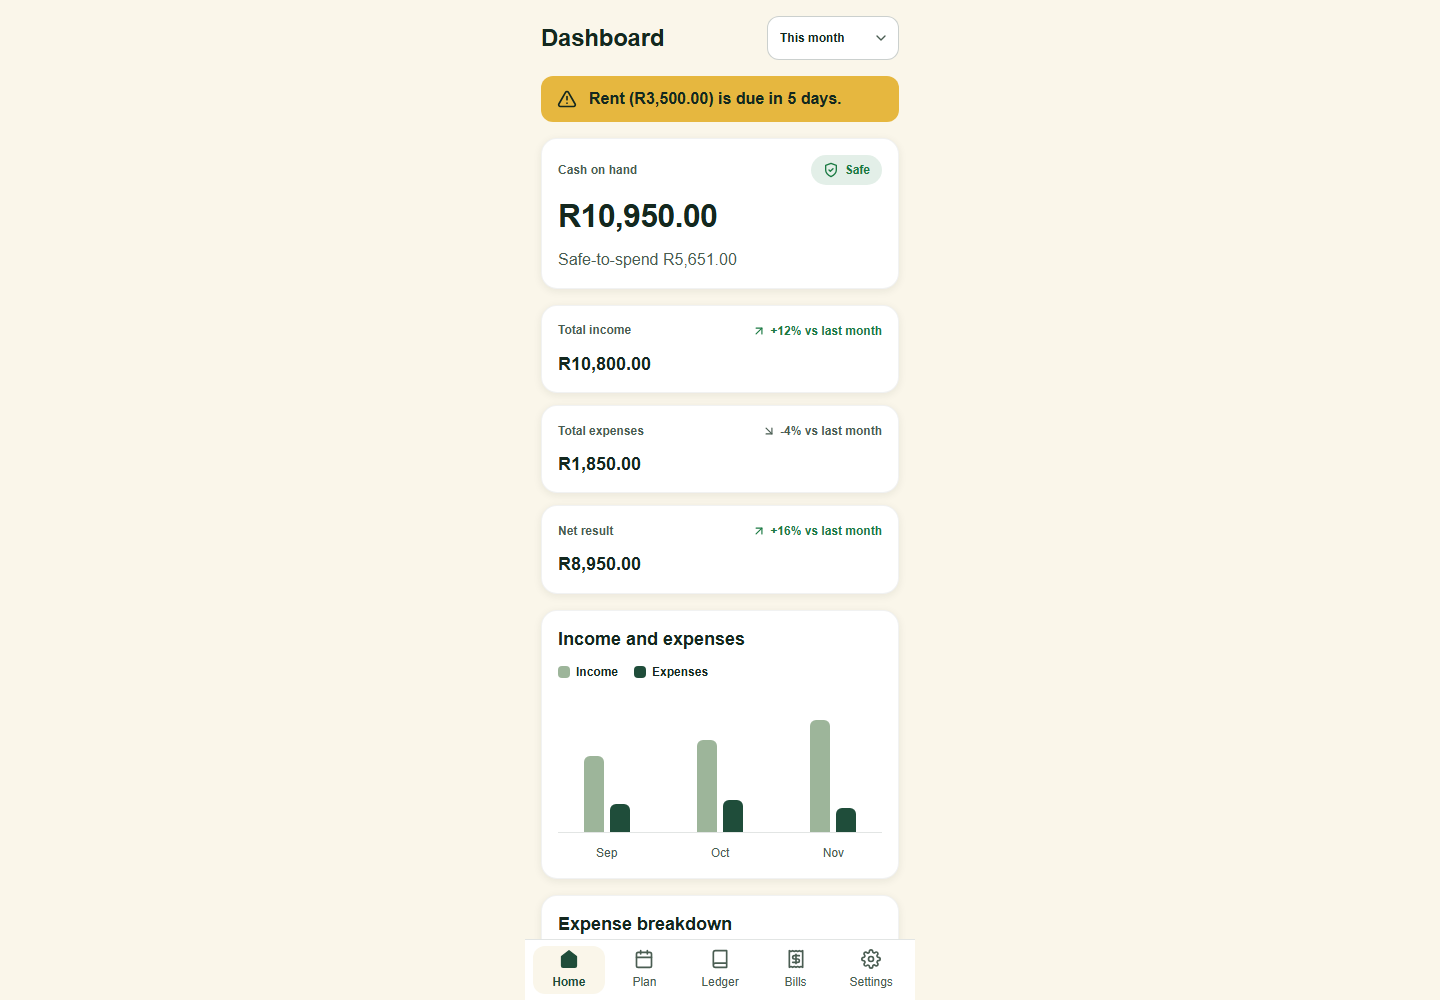 Dashboard
This month
Rent (R3,500.00) is due in 5 days.
Cash on hand
Safe
R10,950.00
Safe-to-spend R5,651.00
Total income
+12% vs last month
R10,800.00
Total expenses
-4% vs last month
R1,850.00
Net result
+16% vs last month
R8,950.00
Income and expenses
Income
Expenses
Sep
Oct
Nov
Expense breakdown
Home
Plan
Ledger
Bills
Settings